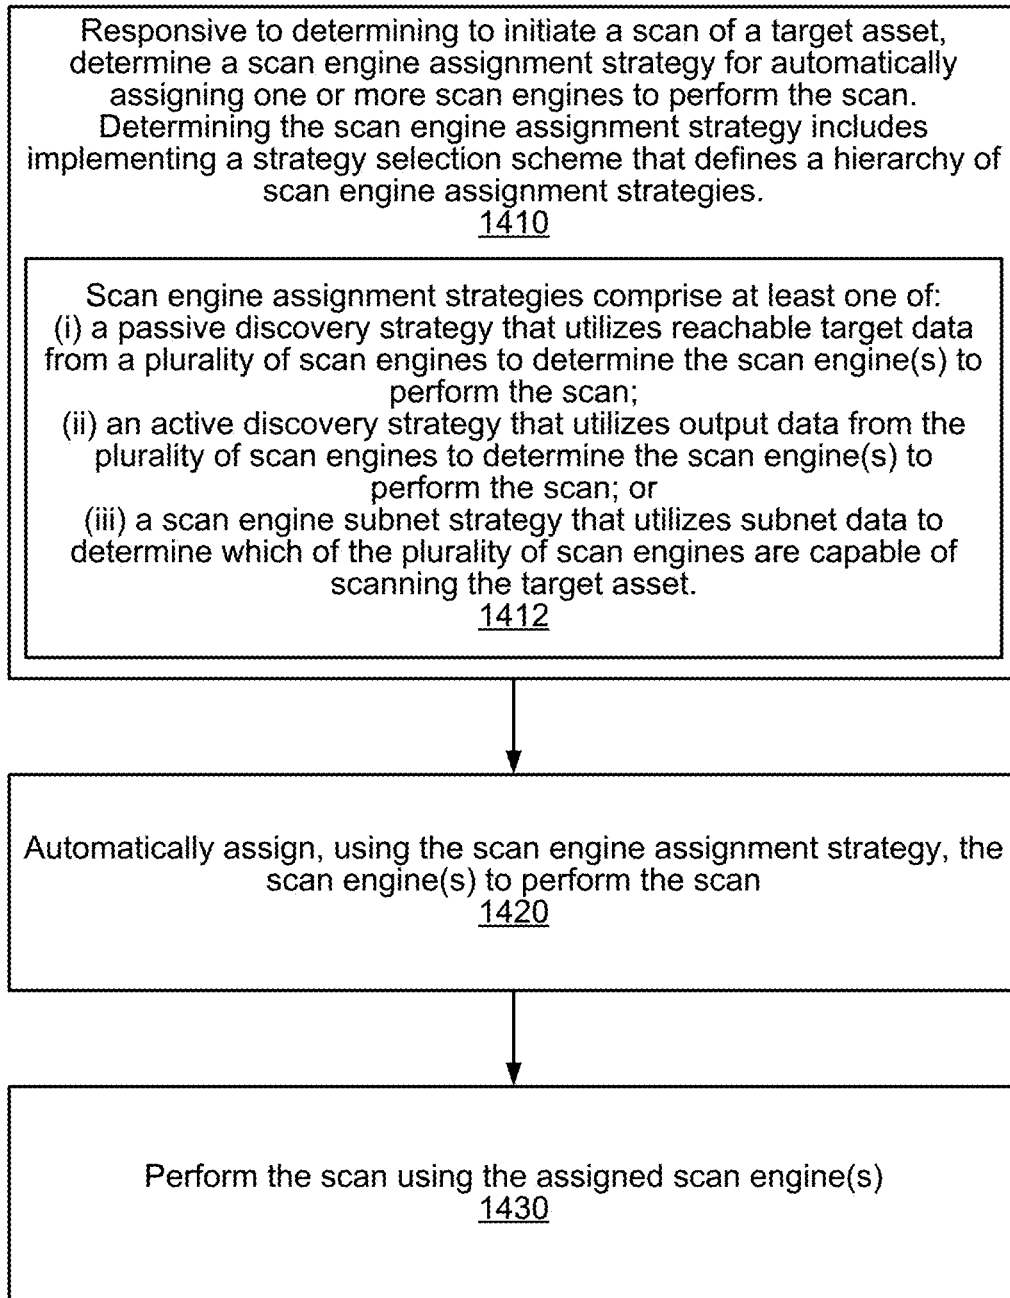 Responsive to determining to initiate a scan of a target asset,
determine a scan engine assignment strategy for automatically
assigning one or more scan engines to perform the scan.
Determining the scan engine assignment strategy includes
implementing a strategy selection scheme that defines a hierarchy of
scan engine assignment strategies.
1410
Scan engine assignment strategies comprise at least one of:
(i) a passive discovery strategy that utilizes reachable target data
from a plurality of scan engines to determine the scan engine(s) to
perform the scan;
(ii) an active discovery strategy that utilizes output data from the
plurality of scan engines to determine the scan engine(s) to
perform the scan; or
(iii) a scan engine subnet strategy that utilizes subnet data to
determine which of the plurality of scan engines are capable of
scanning the target asset.
1412
Automatically assign, using the scan engine assignment strategy, the
scan engine(s) to perform the scan
1420
Perform the scan using the assigned scan engine(s)
1430